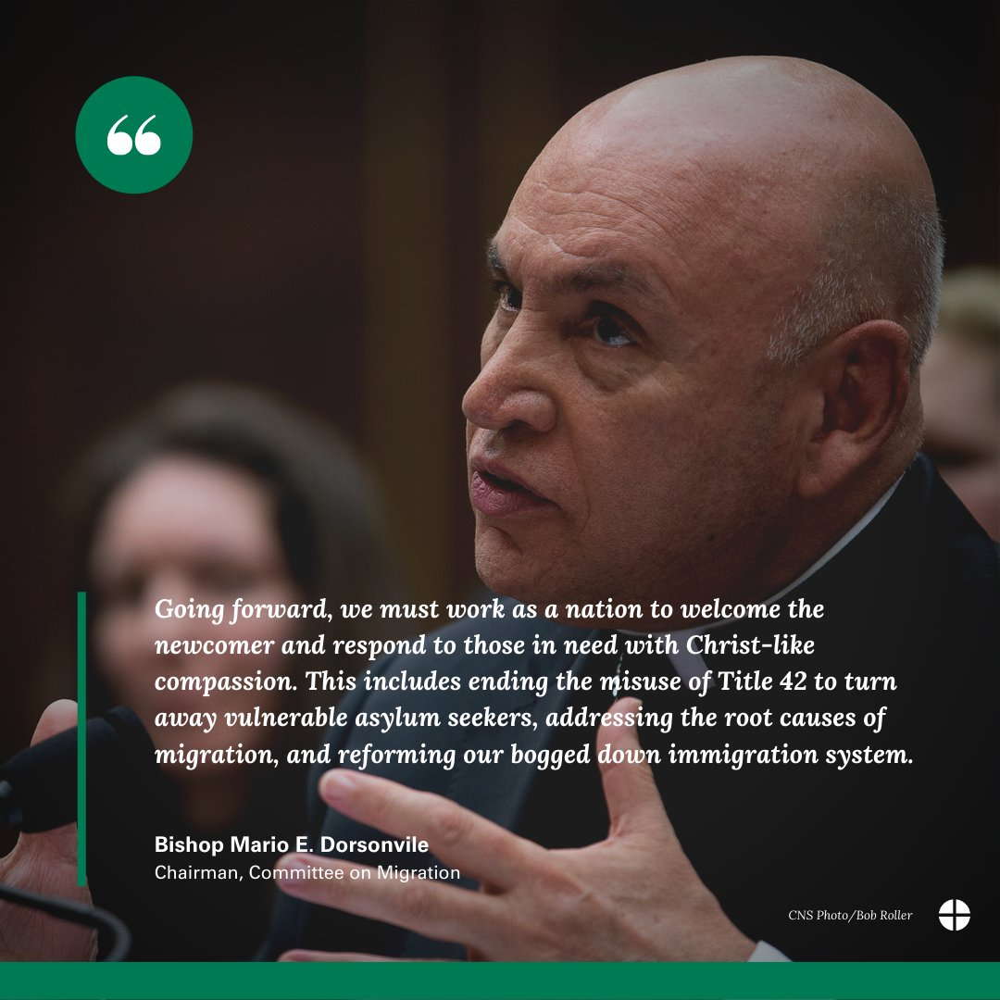 “
Going forward, we must work as a nation to welcome the
newcomer and respond to those in need with Christ-like
compassion. This includes ending the misuse of Title 42 to turn
away vulnerable asylum seekers, addressing the root causes of
migration, and reforming our bogged down immigration system.
Bishop Mario E. Dorsonvile
Chairman, Committee on Migration
CNS Photo/Bob Roller